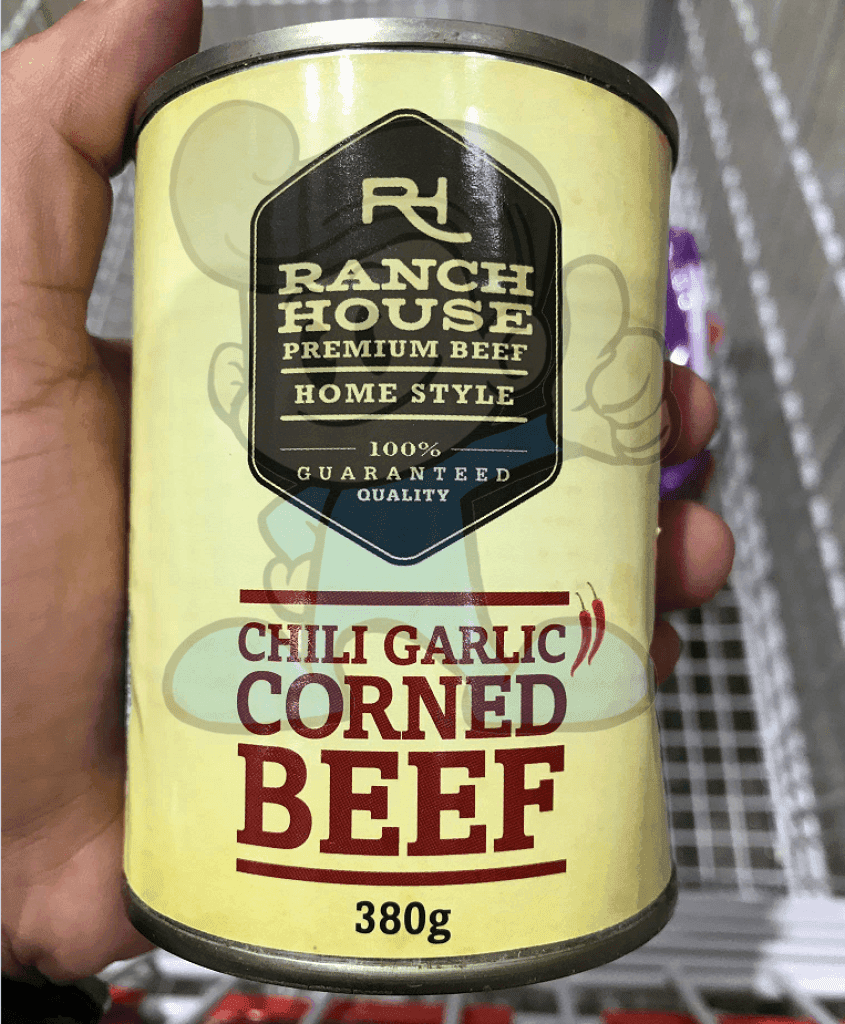 RH
RANCH
HOUSE
PREMIUM BEEF
HOME STYLE
100%
GUARANTEED
QUALITY
CHILI GARLIC
CORNED
BEEF
380g